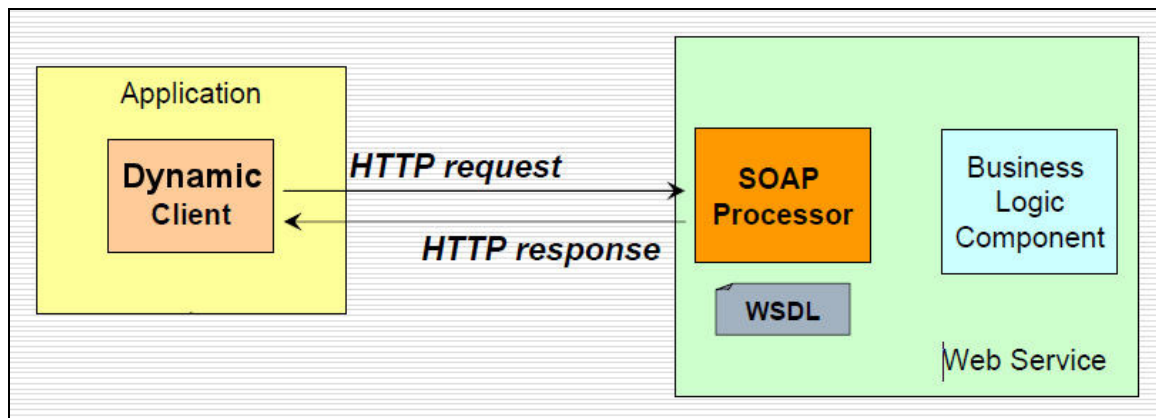 Application
Dynamic
Client
HTTP request
HTTP response
SOAP
Processor
WSDL
Business
Logic
Component
Web Service